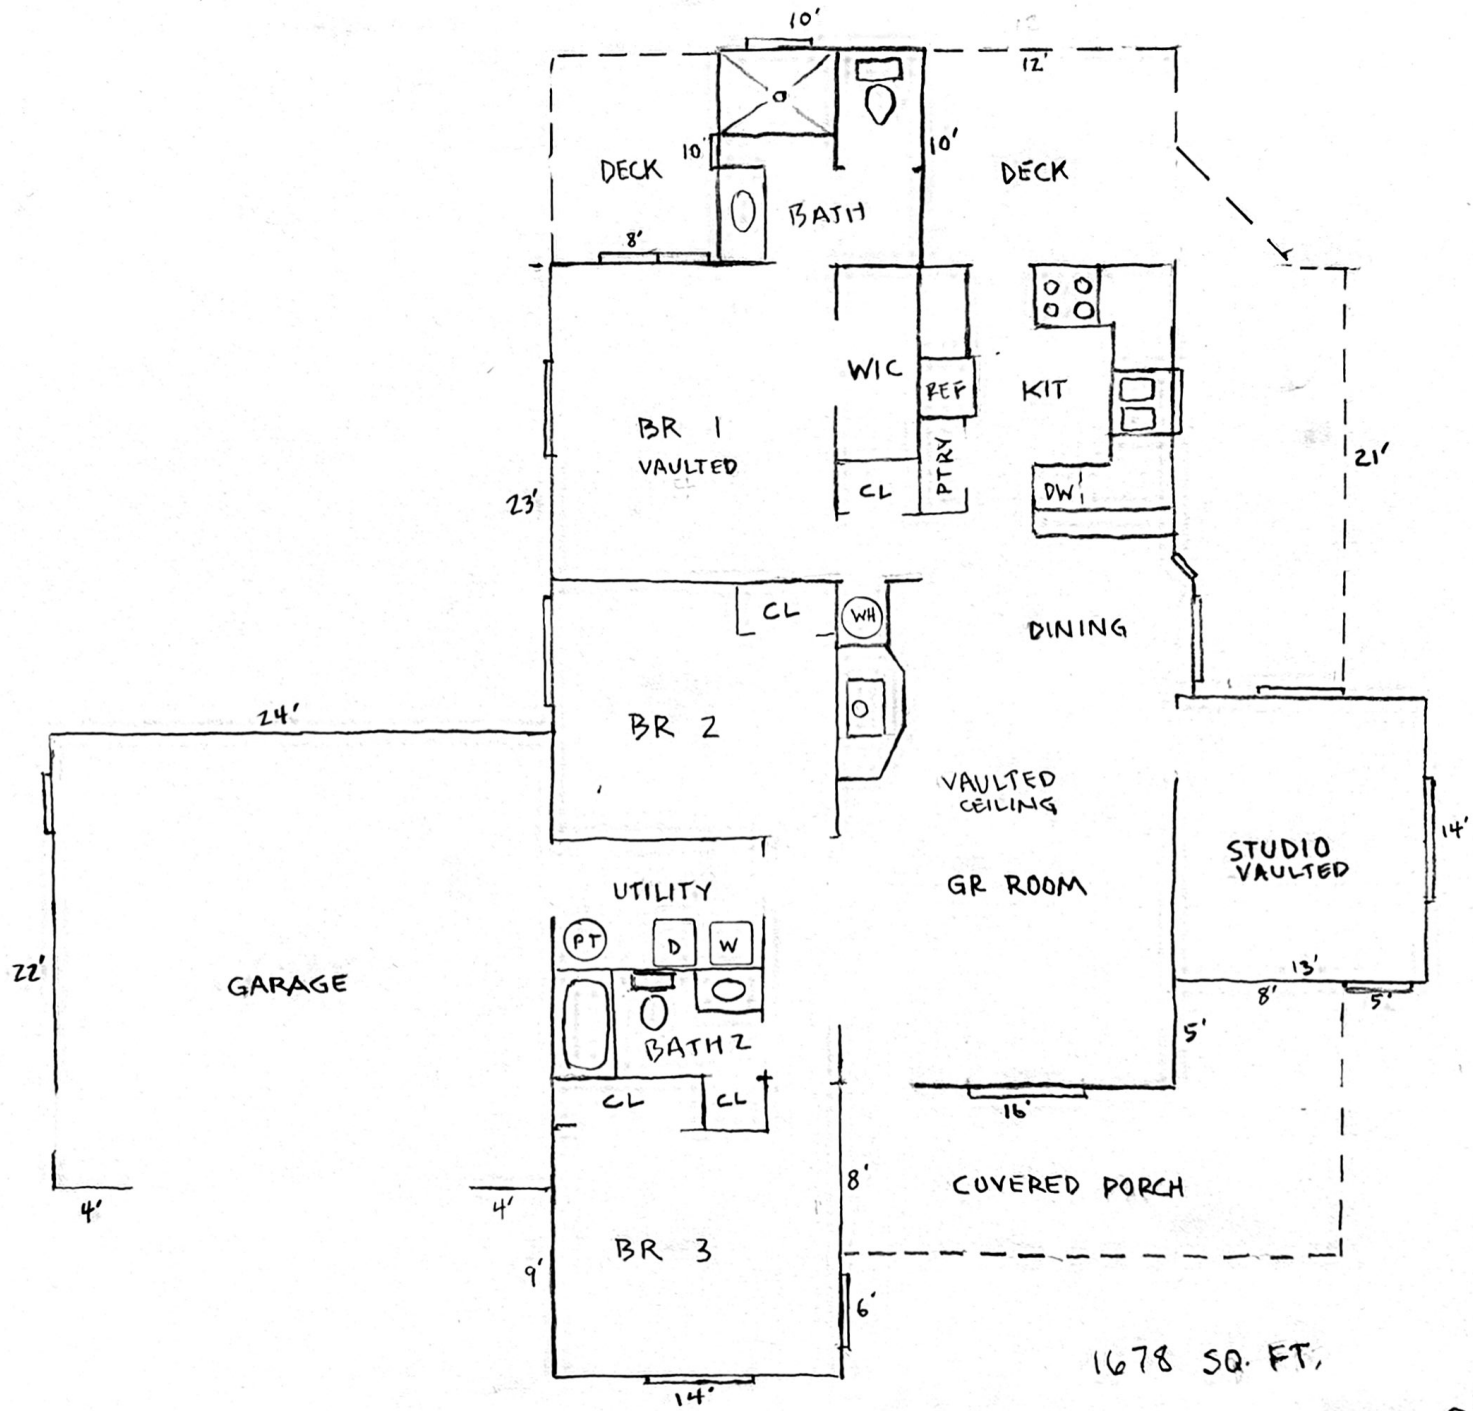 10'
12'
DECK
10'
10'
DECK
BATH
8'
WIC
REF
KIT
BR 1
VAULTED
PTRY
CL
DW
21'
23'
CL
WH
DINING
24'
BR 2
VAULTED
CEILING
14'
STUDIO
VAULTED
UTILITY
GR ROOM
PT
D
W
22'
GARAGE
13'
8'
5'
BATH 2
5'
CL
CL
16'
8'
COVERED PORCH
4'
4'
BR 3
9'
6'
1678 SQ. FT.
14'